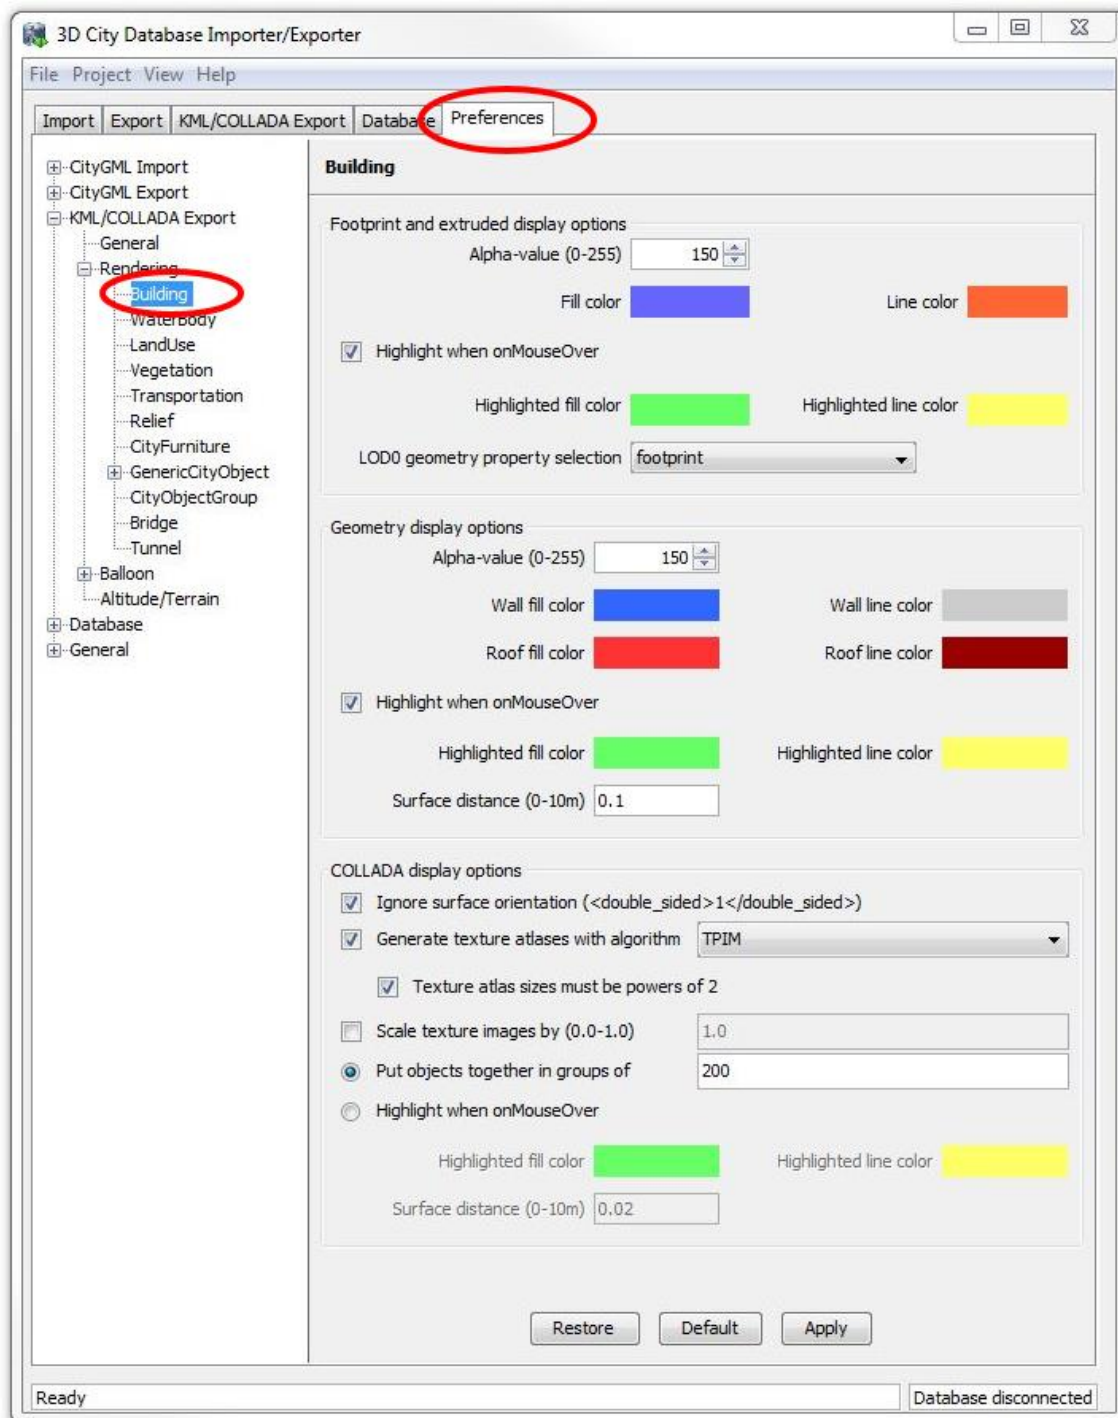 3D City Database Importer/Exporter
File Project View Help
Import Export KML/COLLADA Export Database Preferences
CityGML Import
CityGML Export
KML/COLLADA Export
General
Rendering
Building
WaterBody
LandUse
Vegetation
Transportation
Relief
CityFurniture
GenericCityObject
CityObjectGroup
Bridge
Tunnel
Balloon
Altitude/Terrain
Database
General
Building
Footprint and extruded display options
Alpha-value (0-255) 150
Fill color Line color
Highlight when onMouseOver
Highlighted fill color Highlighted line color
LOD0 geometry property selection footprint
Geometry display options
Alpha-value (0-255) 150
Wall fill color Wall line color
Roof fill color Roof line color
Highlight when onMouseOver
Highlighted fill color Highlighted line color
Surface distance (0-10m) 0.1
COLLADA display options
Ignore surface orientation (<double_sided>1</double_sided>)
Generate texture atlases with algorithm TPIM
Texture atlas sizes must be powers of 2
Scale texture images by (0.0-1.0) 1.0
Put objects together in groups of 200
Highlight when onMouseOver
Highlighted fill color Highlighted line color
Surface distance (0-10m) 0.02
Restore Default Apply
Ready Database disconnected